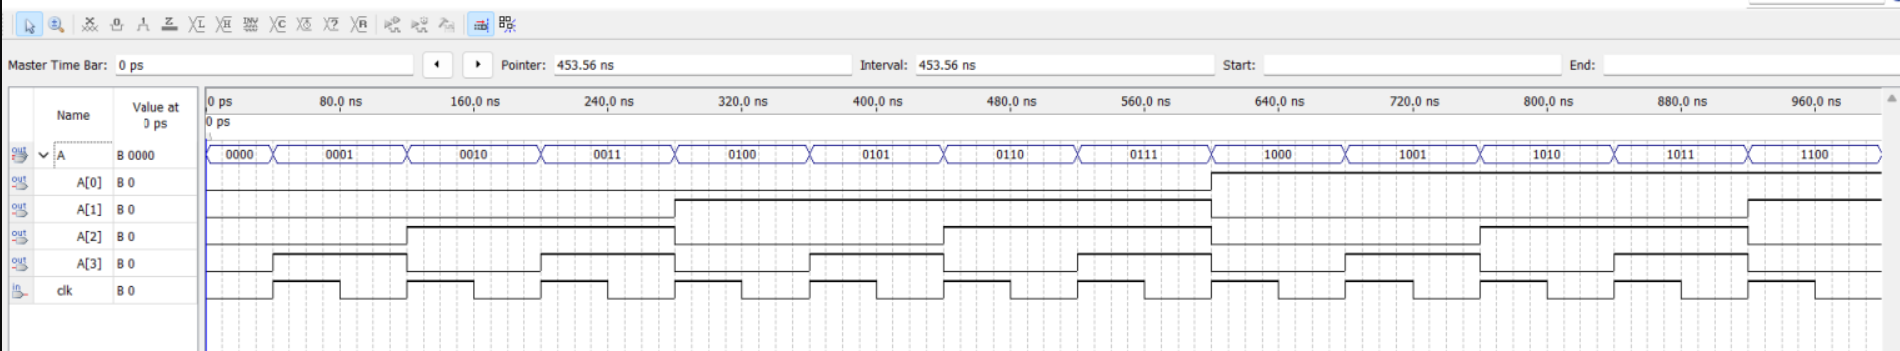 Master Time Bar: 0 ps Pointer: 453.56 ns Interval: 453.56 ns Start: End:
Name Value at 0 ps
0 ps 80.0 ns 160.0 ns 240.0 ns 320.0 ns 400.0 ns 480.0 ns 560.0 ns 640.0 ns 720.0 ns 800.0 ns 880.0 ns 960.0 ns
0 ps
A B 0000 0000 0001 0010 0011 0100 0101 0110 0111 1000 1001 1010 1011 1100
A[0] B 0
A[1] B 0
A[2] B 0
A[3] B 0
clk B 0